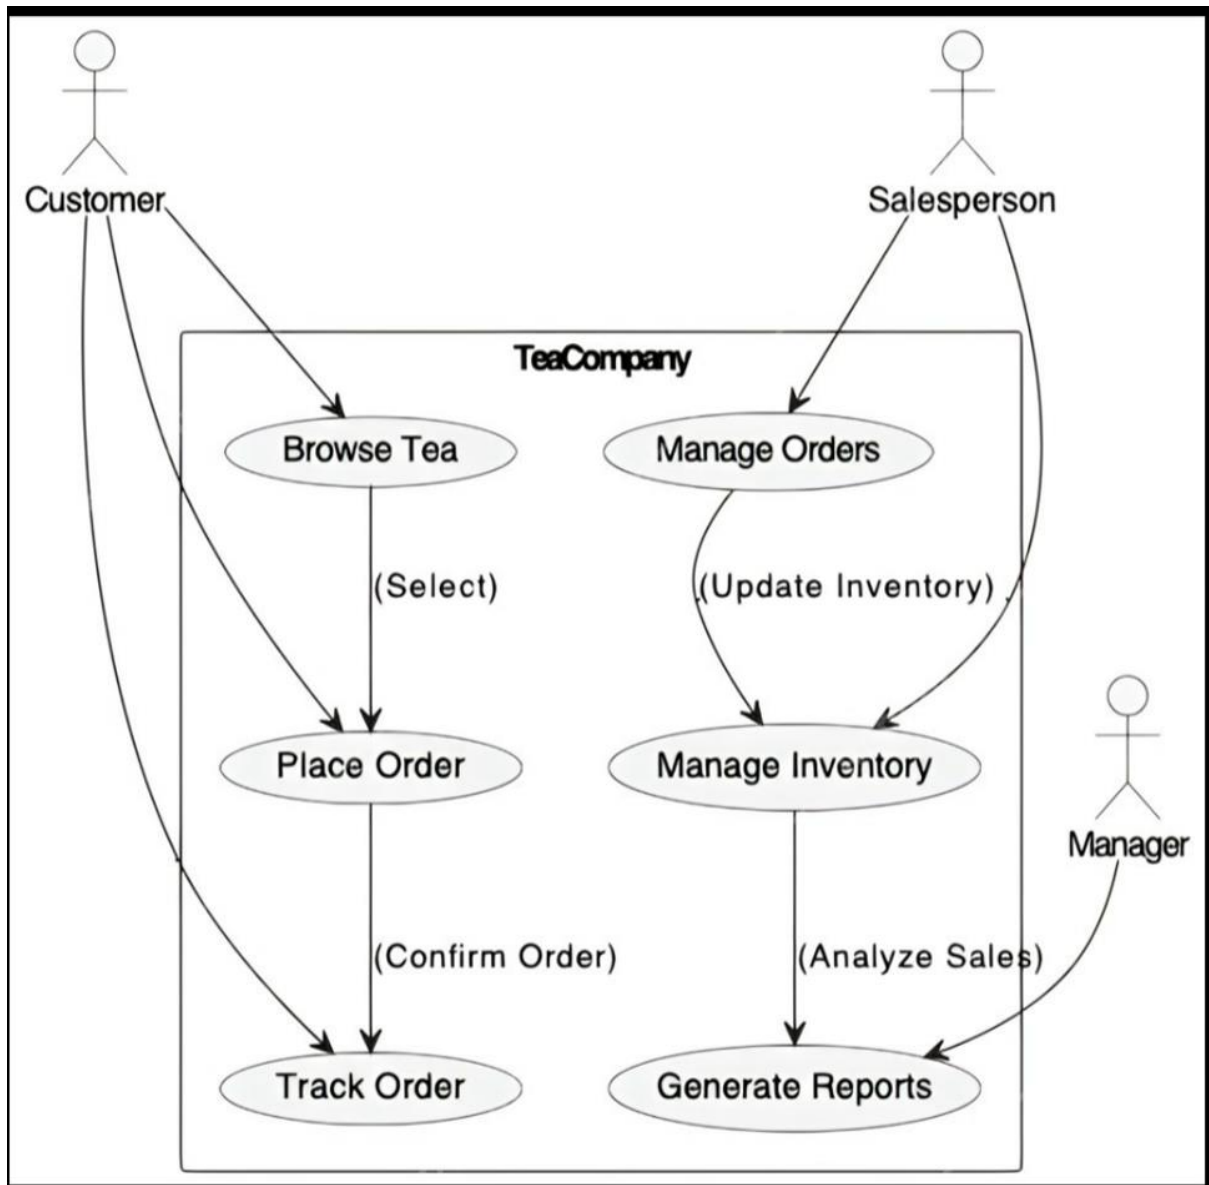 Customer
Salesperson
TeaCompany
Browse Tea
Manage Orders
(Select)
(Update Inventory)
Place Order
Manage Inventory
Manager
(Confirm Order)
(Analyze Sales)
Track Order
Generate Reports